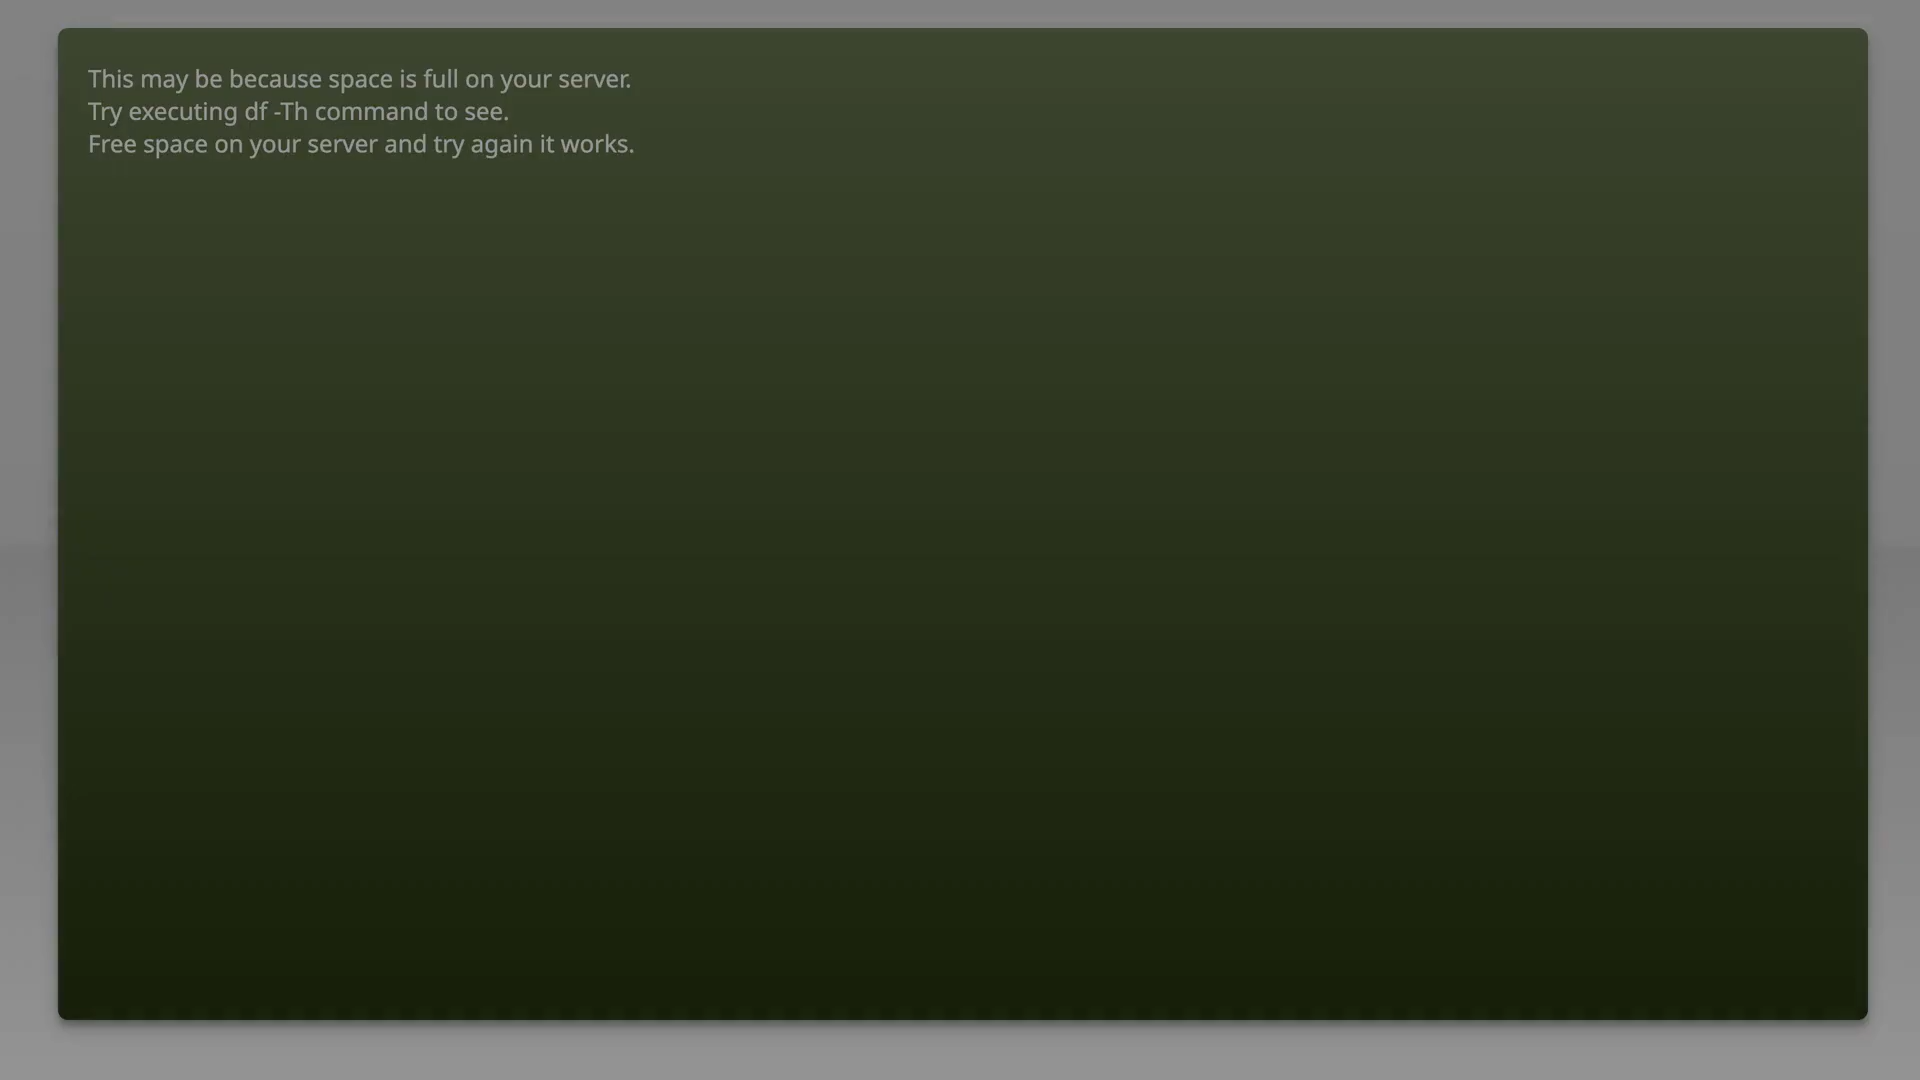 This may be because space is full on your server.
Try executing df -Th command to see.
Free space on your server and try again it works.